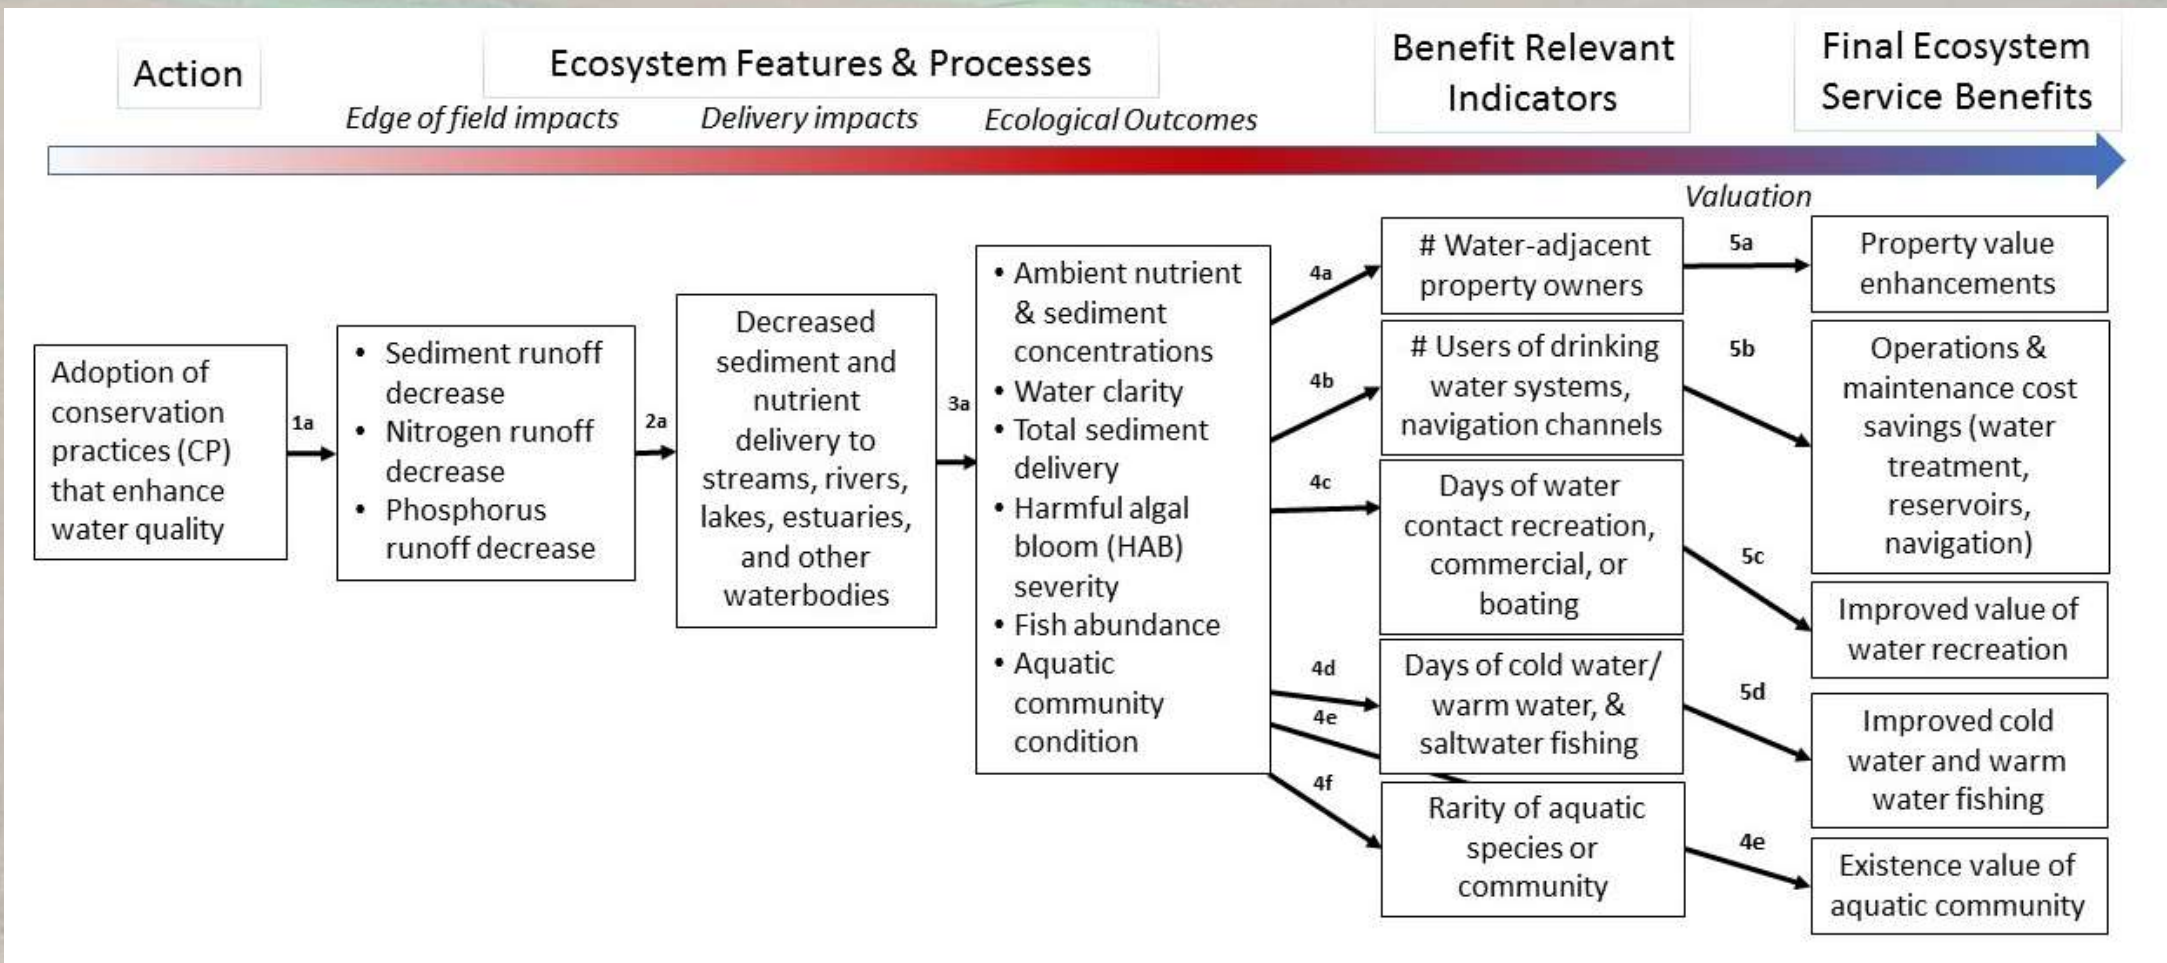 Action
Ecosystem Features & Processes
Benefit Relevant
Indicators
Final Ecosystem
Service Benefits
Edge of field impacts
Delivery impacts
Ecological Outcomes
Valuation
Adoption of
conservation
practices (CP)
that enhance
water quality
1a
• Sediment runoff
decrease
• Nitrogen runoff
decrease
• Phosphorus
runoff decrease
2a
Decreased
sediment and
nutrient
delivery to
streams, rivers,
lakes, estuaries,
and other
waterbodies
3a
• Ambient nutrient
& sediment
concentrations
• Water clarity
• Total sediment
delivery
• Harmful algal
bloom (HAB)
severity
• Fish abundance
• Aquatic
community
condition
4a
4b
4c
4d
4e
4f
# Water-adjacent
property owners
# Users of drinking
water systems,
navigation channels
Days of water
contact recreation,
commercial, or
boating
Days of cold water/
warm water, &
saltwater fishing
Rarity of aquatic
species or
community
5a
5b
5c
5d
4e
Property value
enhancements
Operations &
maintenance cost
savings (water
treatment,
reservoirs,
navigation)
Improved value of
water recreation
Improved cold
water and warm
water fishing
Existence value of
aquatic community